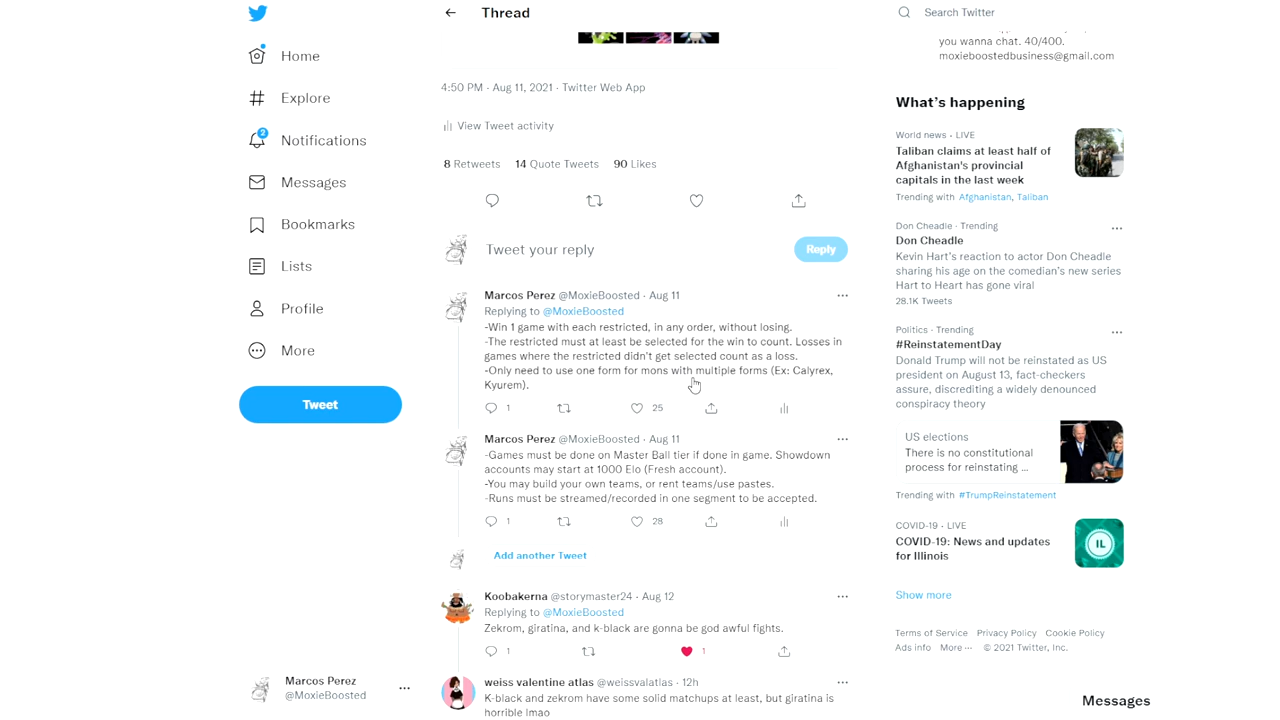 Home
Explore
2
Notifications
Messages
Bookmarks
Lists
Profile
More
Tweet
Marcos Perez
@MoxieBoosted
Thread
4:50 PM · Aug 11, 2021 · Twitter Web App
View Tweet activity
8 Retweets 14 Quote Tweets 90 Likes
Tweet your reply
Reply
Marcos Perez @MoxieBoosted · Aug 11
Replying to @MoxieBoosted
-Win 1 game with each restricted, in any order, without losing.
-The restricted must at least be selected for the win to count. Losses in
games where the restricted didn't get selected count as a loss.
-Only need to use one form for mons with multiple forms (Ex: Calyrex,
Kyurem).
1 25
Marcos Perez @MoxieBoosted · Aug 11
-Games must be done on Master Ball tier if done in game. Showdown
accounts may start at 1000 Elo (Fresh account).
-You may build your own teams, or rent teams/use pastes.
-Runs must be streamed/recorded in one segment to be accepted.
1 28
Add another Tweet
Koobakerna @storymaster24 · Aug 12
Replying to @MoxieBoosted
Zekrom, giratina, and k-black are gonna be god awful fights.
1 1
weiss valentine atlas @weissvalatlas · 12h
K-black and zekrom have some solid matchups at least, but giratina is
horrible lmao
Search Twitter
you wanna chat. 40/400.
moxieboostedbusiness@gmail.com
What's happening
World news · LIVE
Taliban claims at least half of
Afghanistan's provincial
capitals in the last week
Trending with Afghanistan, Taliban
Don Cheadle · Trending
Don Cheadle
Kevin Hart's reaction to actor Don Cheadle
sharing his age on the comedian's new series
Hart to Heart has gone viral
28.1K Tweets
Politics · Trending
#ReinstatementDay
Donald Trump will not be reinstated as US
president on August 13, fact-checkers
assure, discrediting a widely denounced
conspiracy theory
US elections
There is no constitutional
process for reinstating ...
Trending with #TrumpReinstatement
COVID-19 · LIVE
COVID-19: News and updates
for Illinois
IL
Show more
Terms of Service Privacy Policy Cookie Policy
Ads info More ··· © 2021 Twitter, Inc.
Messages